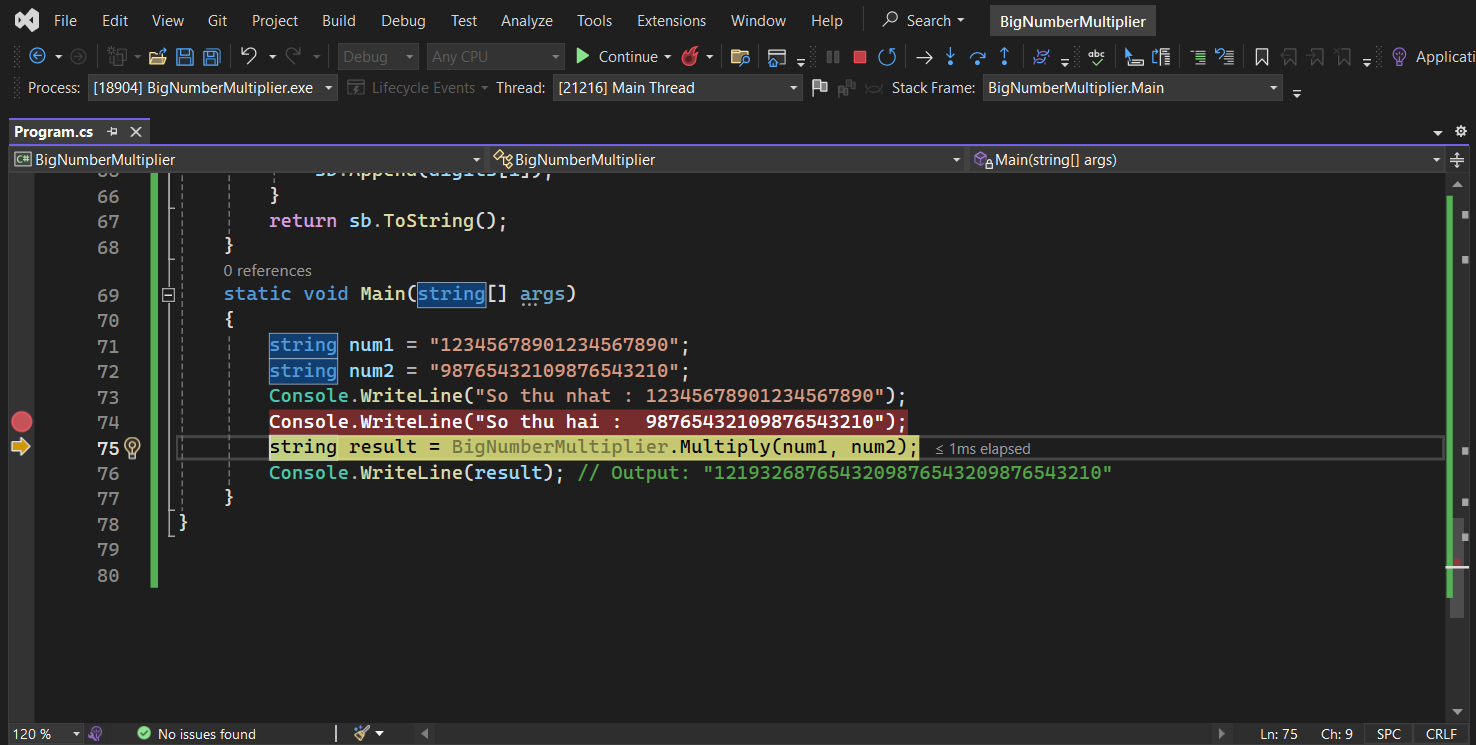 File Edit View Git Project Build Debug Test Analyze Tools Extensions Window Help Search BigNumberMultiplier
Debug Any CPU Continue abc Applicati
Process: [18904] BigNumberMultiplier.exe Lifecycle Events Thread: [21216] Main Thread Stack Frame: BigNumberMultiplier.Main
Program.cs
C# BigNumberMultiplier BigNumberMultiplier Main(string[] args)
sb.Append(digits[i]);
66 }
67 return sb.ToString();
68 }
0 references
69 static void Main(string[] args)
70 {
71 string num1 = "12345678901234567890";
72 string num2 = "98765432109876543210";
73 Console.WriteLine("So thu nhat : 12345678901234567890");
74 Console.WriteLine("So thu hai :  98765432109876543210");
75 string result = BigNumberMultiplier.Multiply(num1, num2); ≤ 1ms elapsed
76 Console.WriteLine(result); // Output: "1219326876543209876543209876543210"
77 }
78 }
79
80
120 % No issues found Ln: 75 Ch: 9 SPC CRLF